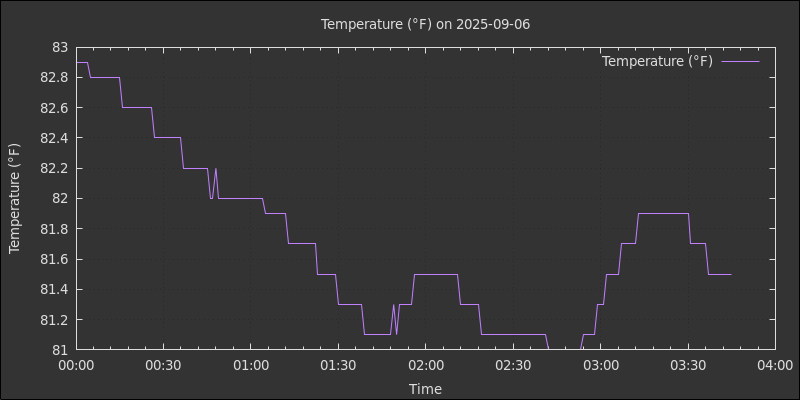 Temperature (°F) on 2025-09-06
Temperature (°F)
83
82.8
82.6
82.4
82.2
82
81.8
81.6
81.4
81.2
81
Temperature (°F)
00:00 00:30 01:00 01:30 02:00 02:30 03:00 03:30 04:00
Time